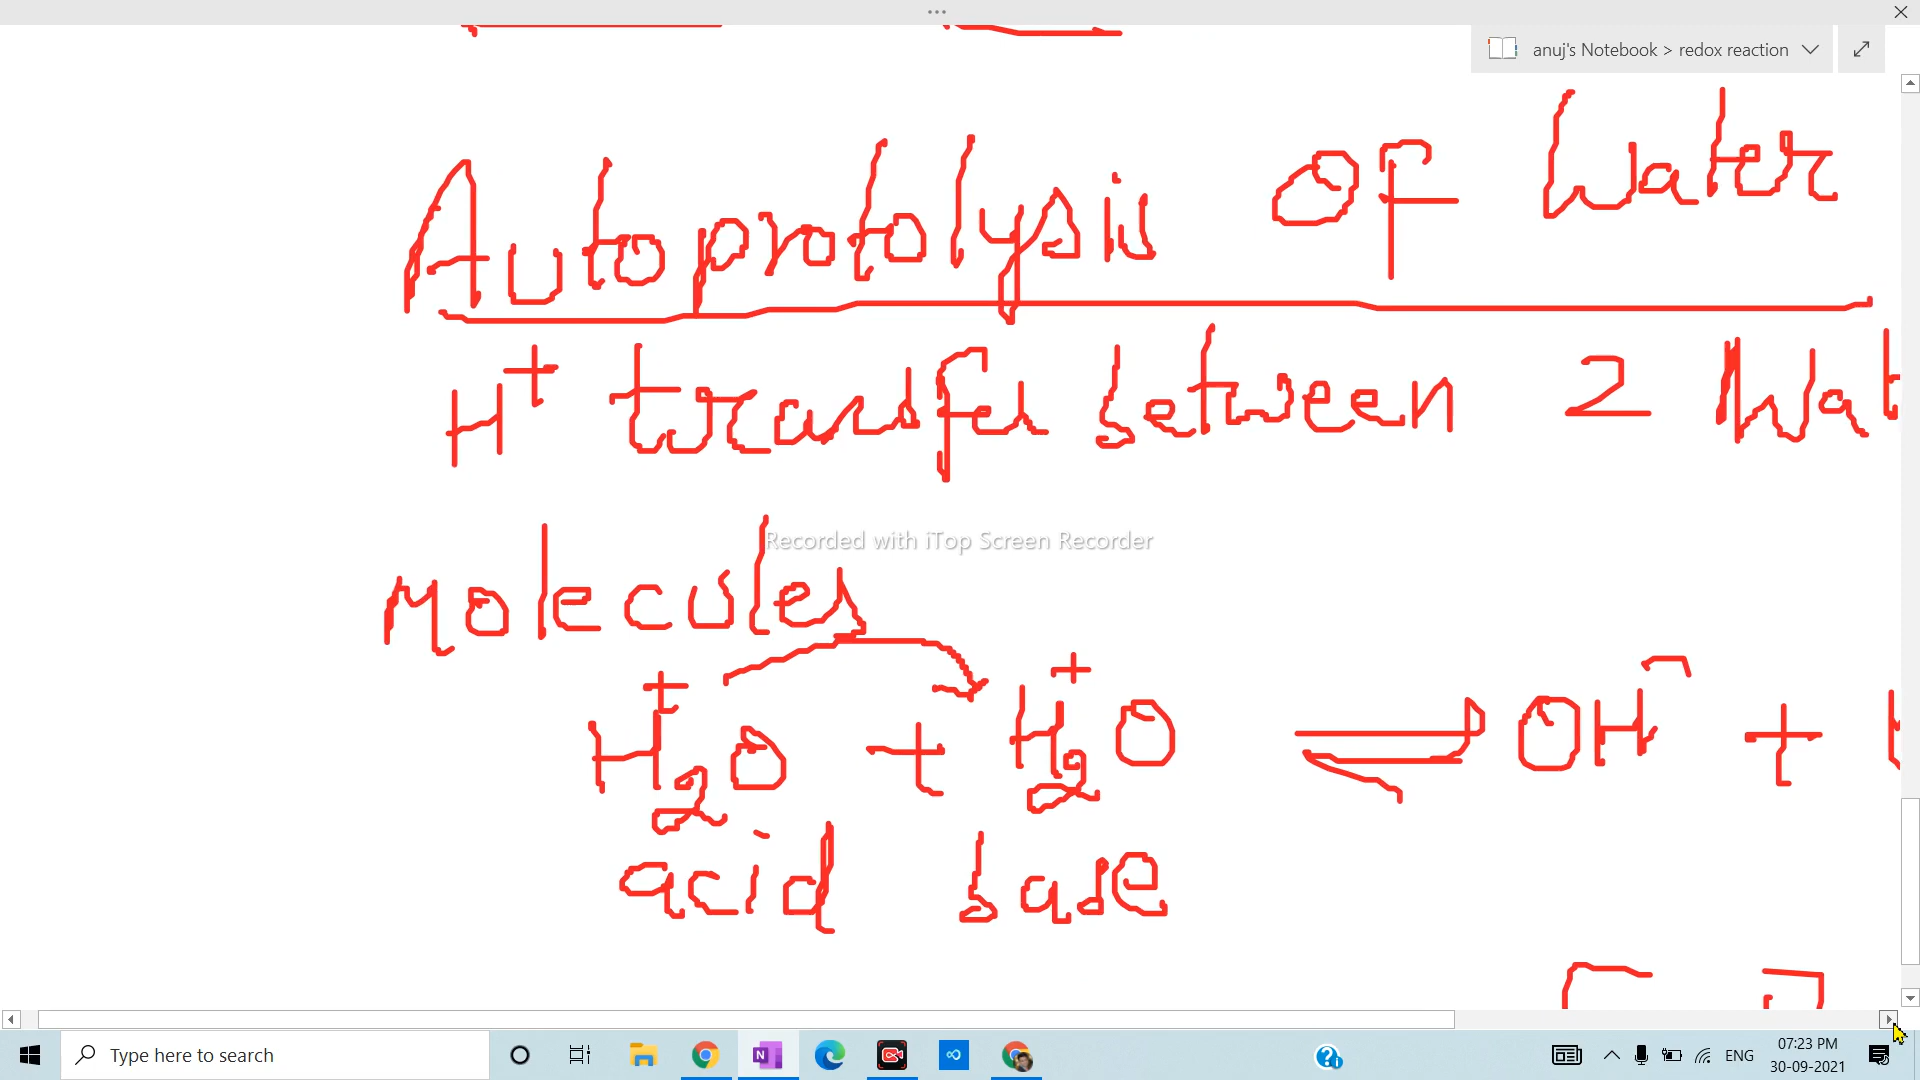 anuj's Notebook > redox reaction
Autoprotolysis Of Water
H⁺ transfer between 2 Wat
Recorded with iTop Screen Recorder
Molecules
H₂O + H₂O ⇌ OH⁻ +
acid base
Type here to search
ENG
07:23 PM
30-09-2021